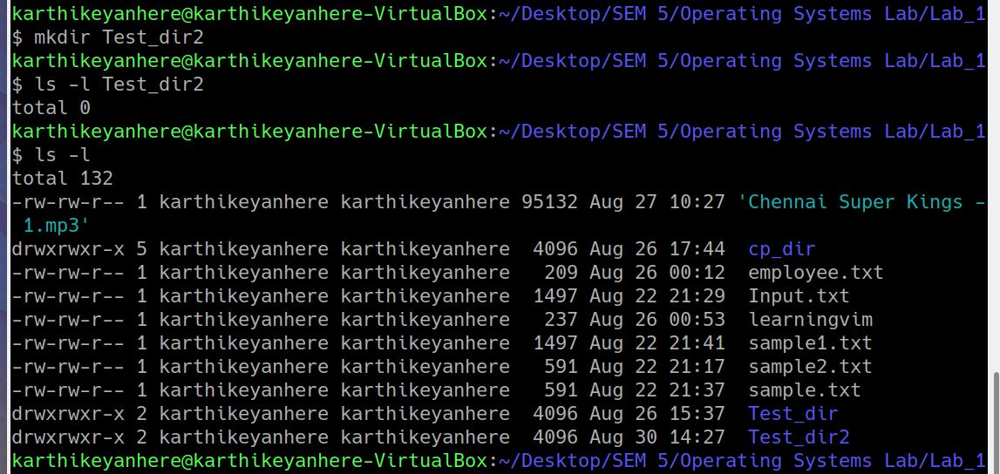 karthikeyanhere@karthikeyanhere-VirtualBox:~/Desktop/SEM 5/Operating Systems Lab/Lab_1
$ mkdir Test_dir2
karthikeyanhere@karthikeyanhere-VirtualBox:~/Desktop/SEM 5/Operating Systems Lab/Lab_1
$ ls -l Test_dir2
total 0
karthikeyanhere@karthikeyanhere-VirtualBox:~/Desktop/SEM 5/Operating Systems Lab/Lab_1
$ ls -l
total 132
-rw-rw-r-- 1 karthikeyanhere karthikeyanhere 95132 Aug 27 10:27 'Chennai Super Kings -
 1.mp3'
drwxrwxr-x 5 karthikeyanhere karthikeyanhere  4096 Aug 26 17:44  cp_dir
-rw-rw-r-- 1 karthikeyanhere karthikeyanhere   209 Aug 26 00:12  employee.txt
-rw-rw-r-- 1 karthikeyanhere karthikeyanhere  1497 Aug 22 21:29  Input.txt
-rw-rw-r-- 1 karthikeyanhere karthikeyanhere   237 Aug 26 00:53  learningvim
-rw-rw-r-- 1 karthikeyanhere karthikeyanhere  1497 Aug 22 21:41  sample1.txt
-rw-rw-r-- 1 karthikeyanhere karthikeyanhere   591 Aug 22 21:17  sample2.txt
-rw-rw-r-- 1 karthikeyanhere karthikeyanhere   591 Aug 22 21:37  sample.txt
drwxrwxr-x 2 karthikeyanhere karthikeyanhere  4096 Aug 26 15:37  Test_dir
drwxrwxr-x 2 karthikeyanhere karthikeyanhere  4096 Aug 30 14:27  Test_dir2
karthikeyanhere@karthikeyanhere-VirtualBox:~/Desktop/SEM 5/Operating Systems Lab/Lab_1